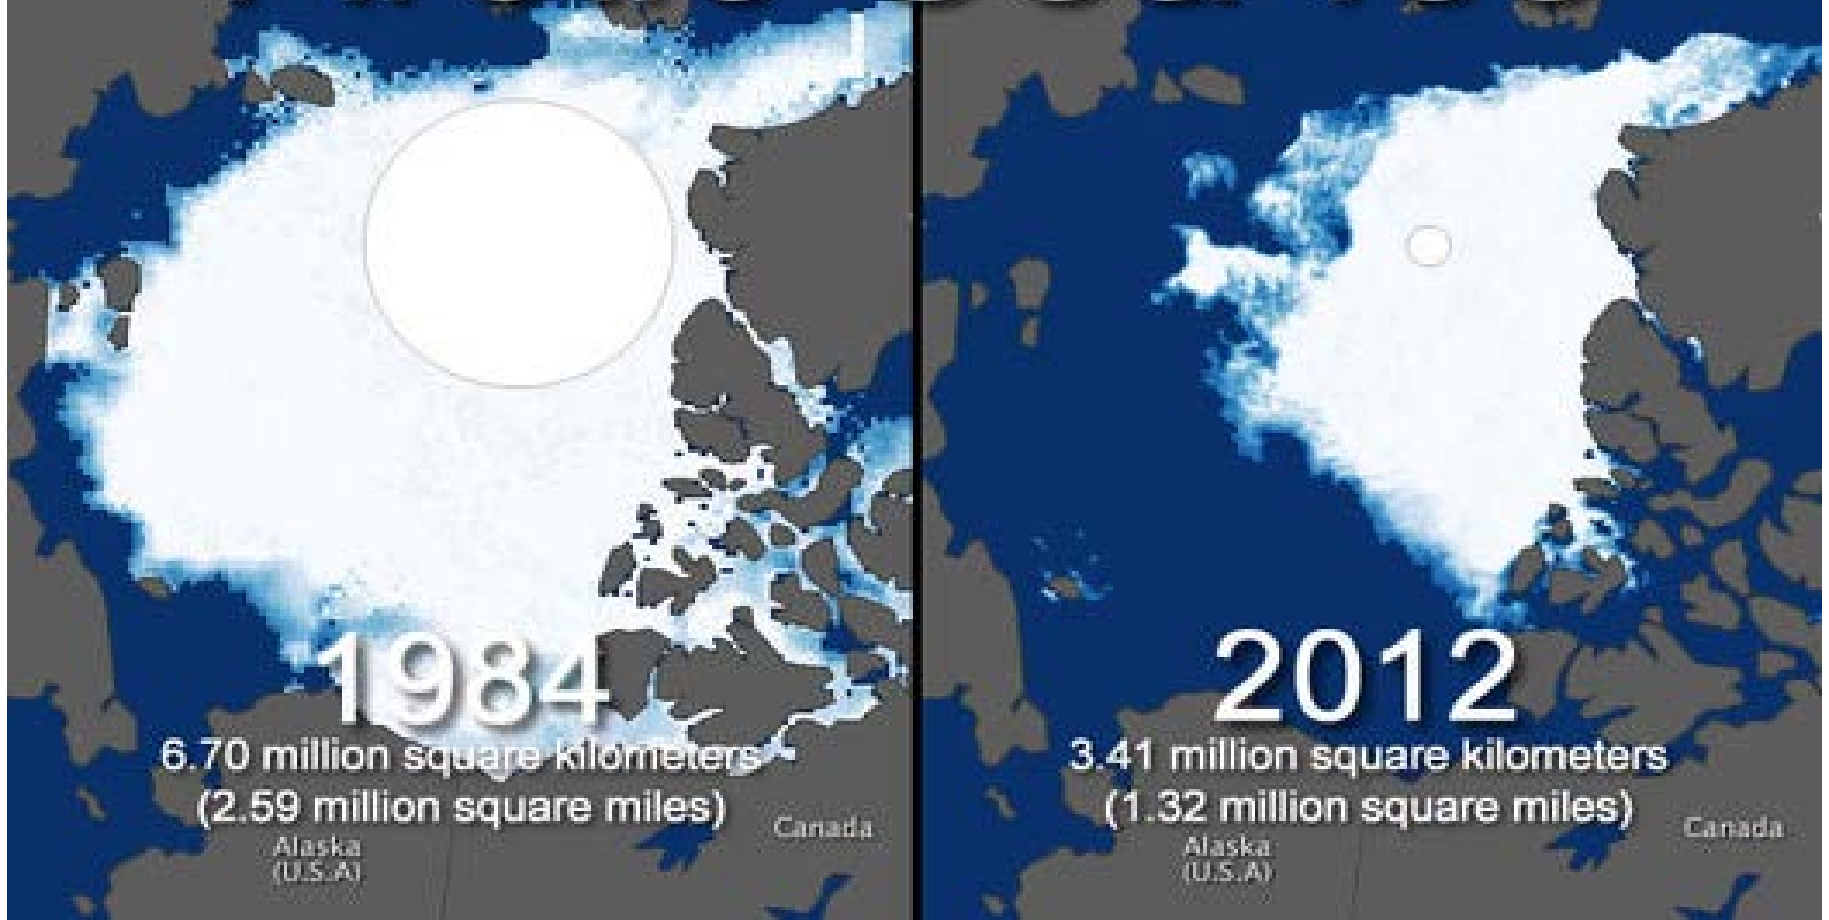 1984
6.70 million square kilometers
(2.59 million square miles)
Alaska
(U.S.A)
Canada
2012
3.41 million square kilometers
(1.32 million square miles)
Alaska
(U.S.A)
Canada